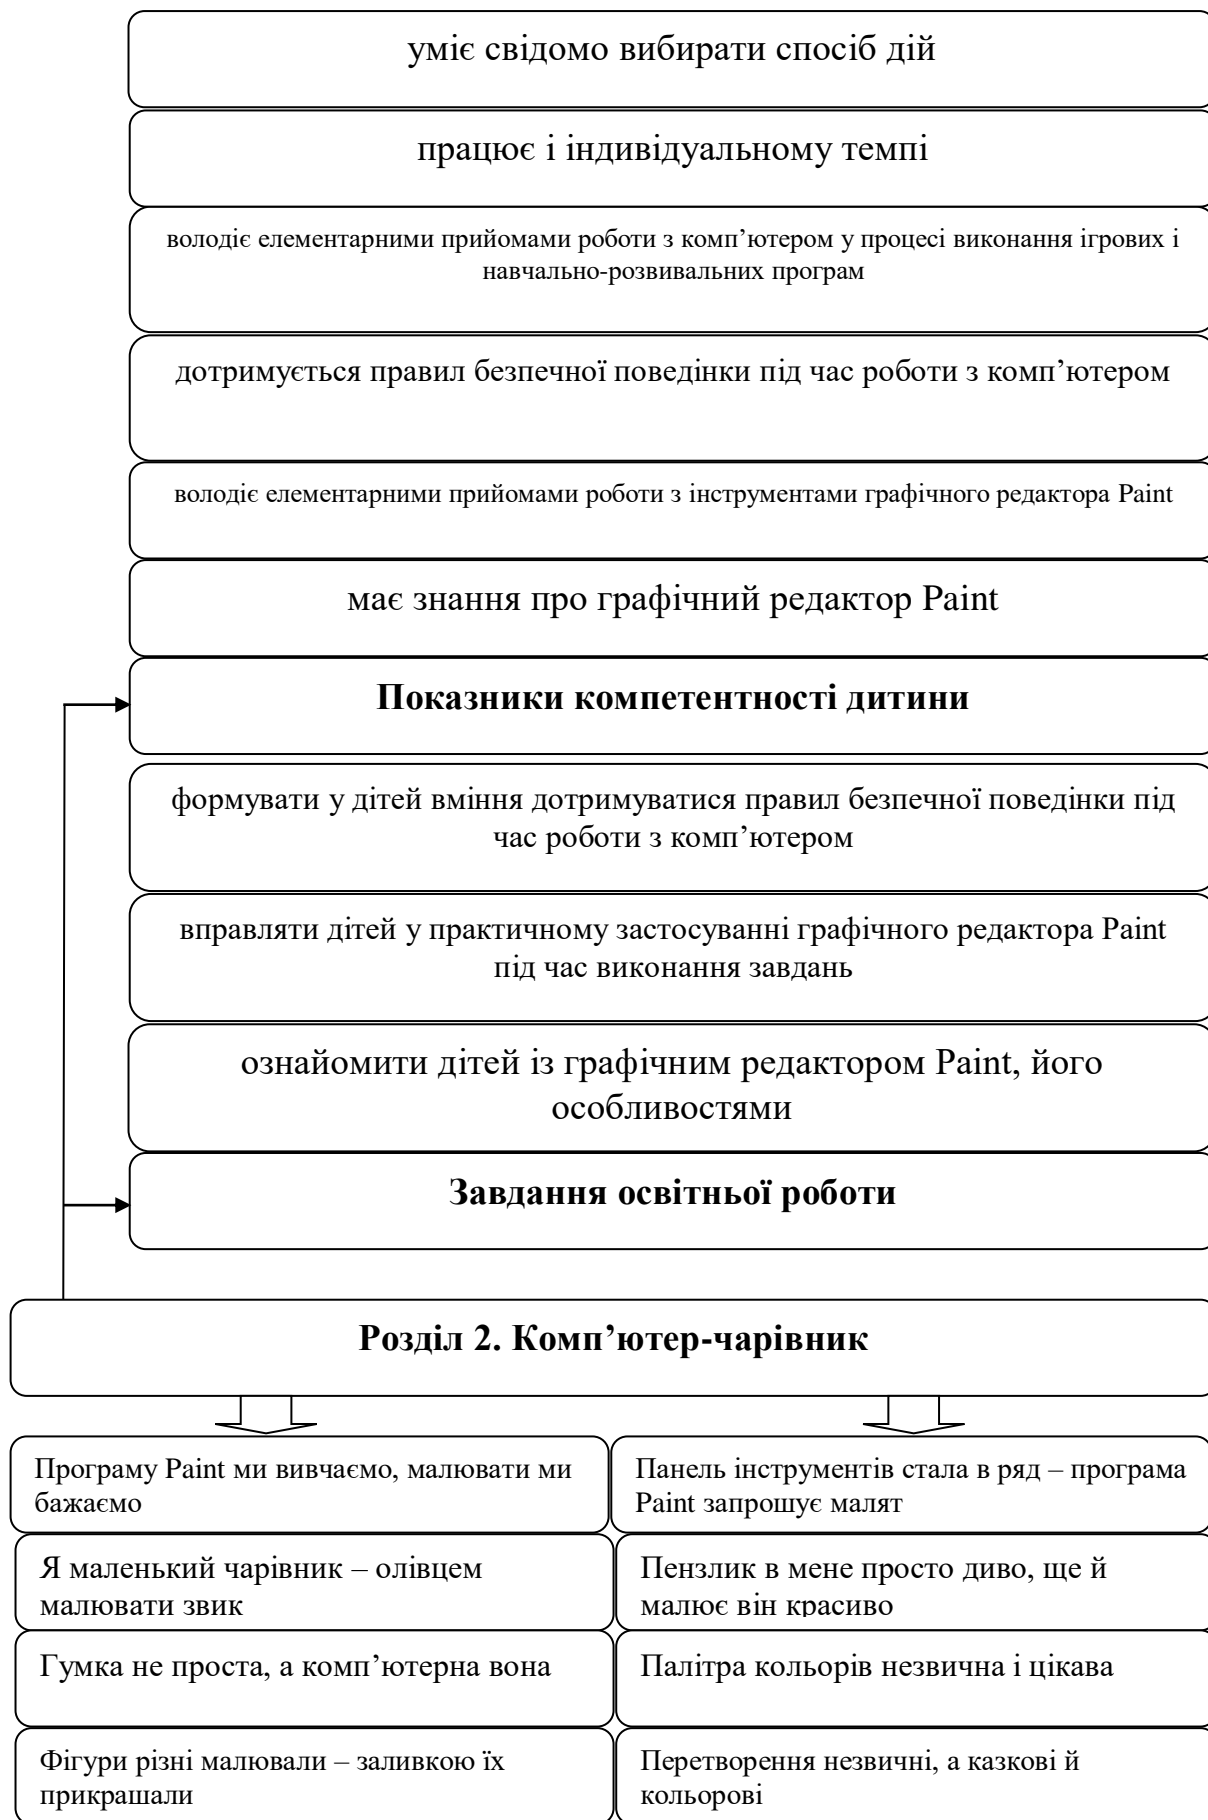 уміє свідомо вибирати спосіб дій
працює і індивідуальному темпі
володіє елементарними прийомами роботи з комп’ютером у процесі виконання ігрових і
навчально-розвивальних програм
дотримується правил безпечної поведінки під час роботи з комп’ютером
володіє елементарними прийомами роботи з інструментами графічного редактора Paint
має знання про графічний редактор Paint
Показники компетентності дитини
формувати у дітей вміння дотримуватися правил безпечної поведінки під
час роботи з комп’ютером
вправляти дітей у практичному застосуванні графічного редактора Paint
під час виконання завдань
ознайомити дітей із графічним редактором Paint, його
особливостями
Завдання освітньої роботи
Розділ 2. Комп’ютер-чарівник
Програму Paint ми вивчаємо, малювати ми
бажаємо
Панель інструментів стала в ряд – програма
Paint запрошує малят
Я маленький чарівник – олівцем
малювати звик
Пензлик в мене просто диво, ще й
малює він красиво
Гумка не проста, а комп’ютерна вона
Палітра кольорів незвична і цікава
Фігури різні малювали – заливкою їх
прикрашали
Перетворення незвичні, а казкові й
кольорові